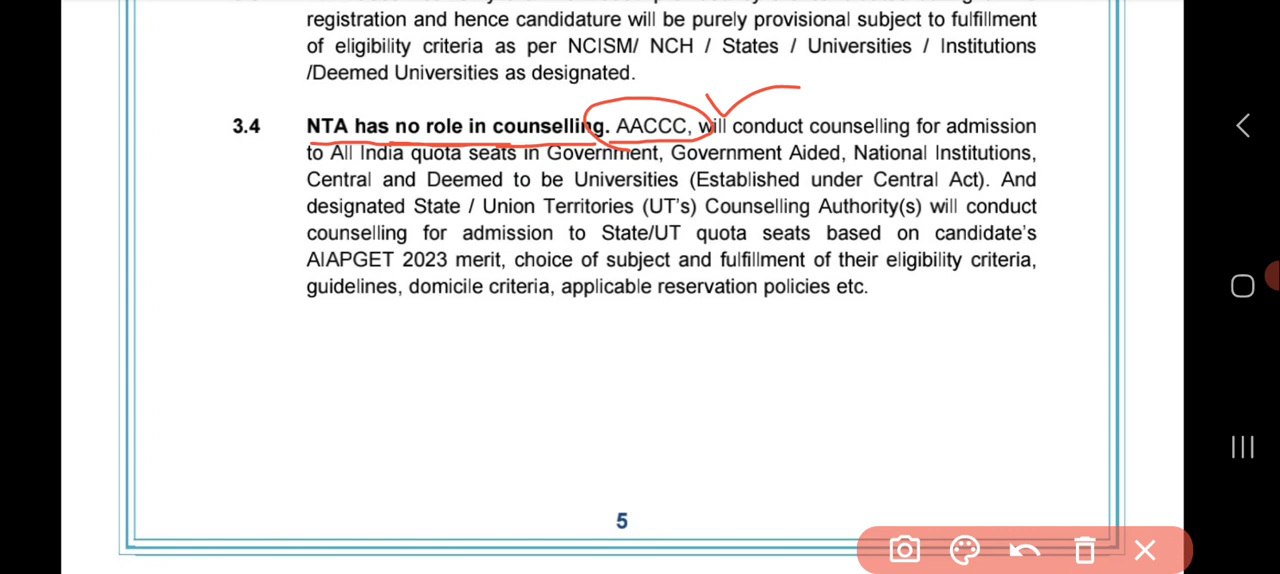 registration and hence candidature will be purely provisional subject to fulfillment
of eligibility criteria as per NCISM/ NCH / States / Universities / Institutions
/Deemed Universities as designated.
3.4 NTA has no role in counselling. AACCC, will conduct counselling for admission
to All India quota seats in Government, Government Aided, National Institutions,
Central and Deemed to be Universities (Established under Central Act). And
designated State / Union Territories (UT's) Counselling Authority(s) will conduct
counselling for admission to State/UT quota seats based on candidate's
AIAPGET 2023 merit, choice of subject and fulfillment of their eligibility criteria,
guidelines, domicile criteria, applicable reservation policies etc.
5